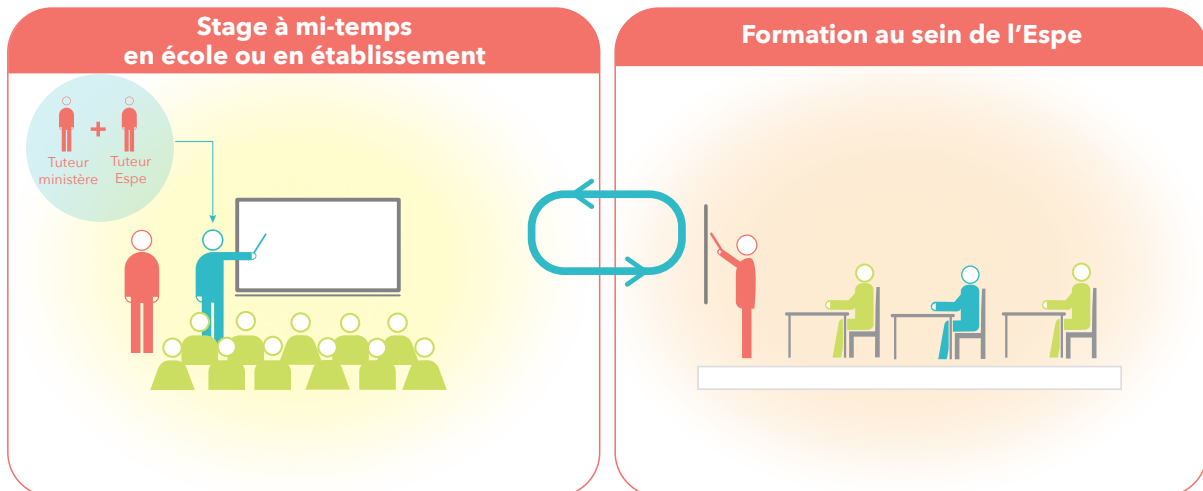 Stage à mi-temps
en école ou en établissement
Formation au sein de l'Espe
+
Tuteur
ministère
Tuteur
Espe